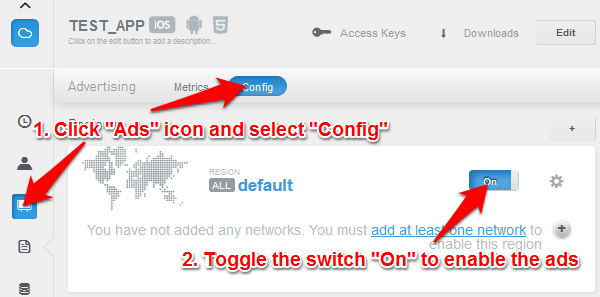 TEST_APP iOS
Click on the edit button to add a description...
Access Keys
Downloads
Edit
Advertising
Metrics
Config
1. Click "Ads" icon and select "Config"
+
REGION
ALL default
On
You have not added any networks. You must add at least one network to
enable this region
2. Toggle the switch "On" to enable the ads